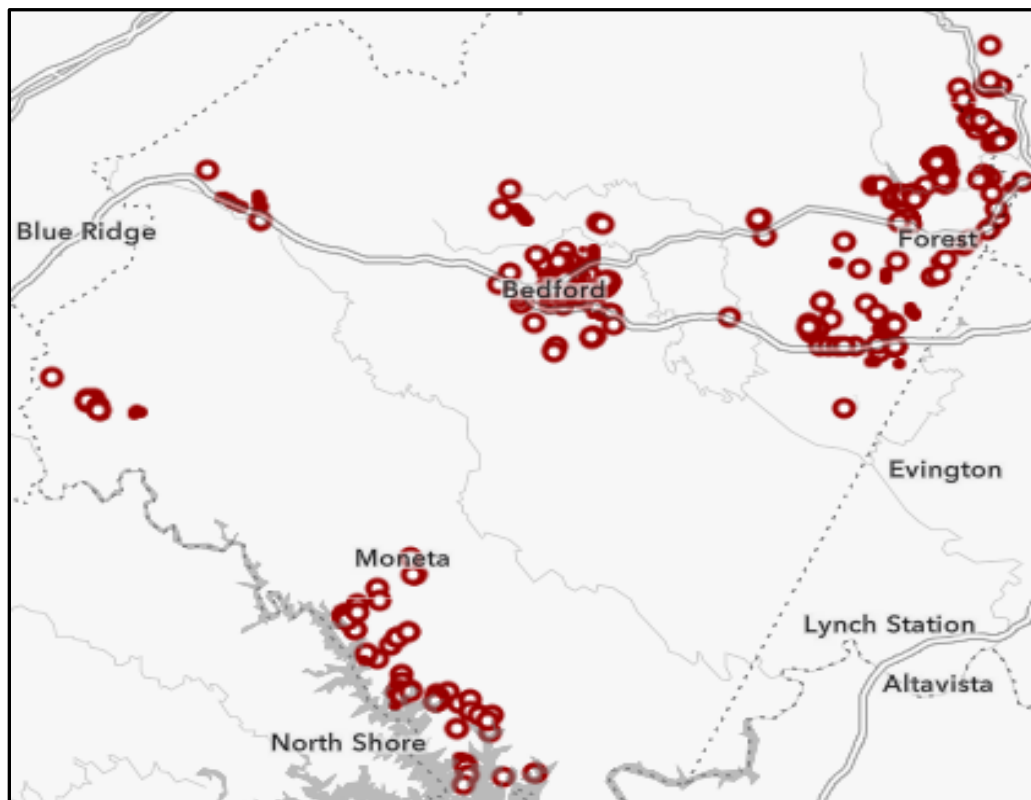 Blue Ridge
Forest
Bedford
Evington
Moneta
Lynch Station
Altavista
North Shore